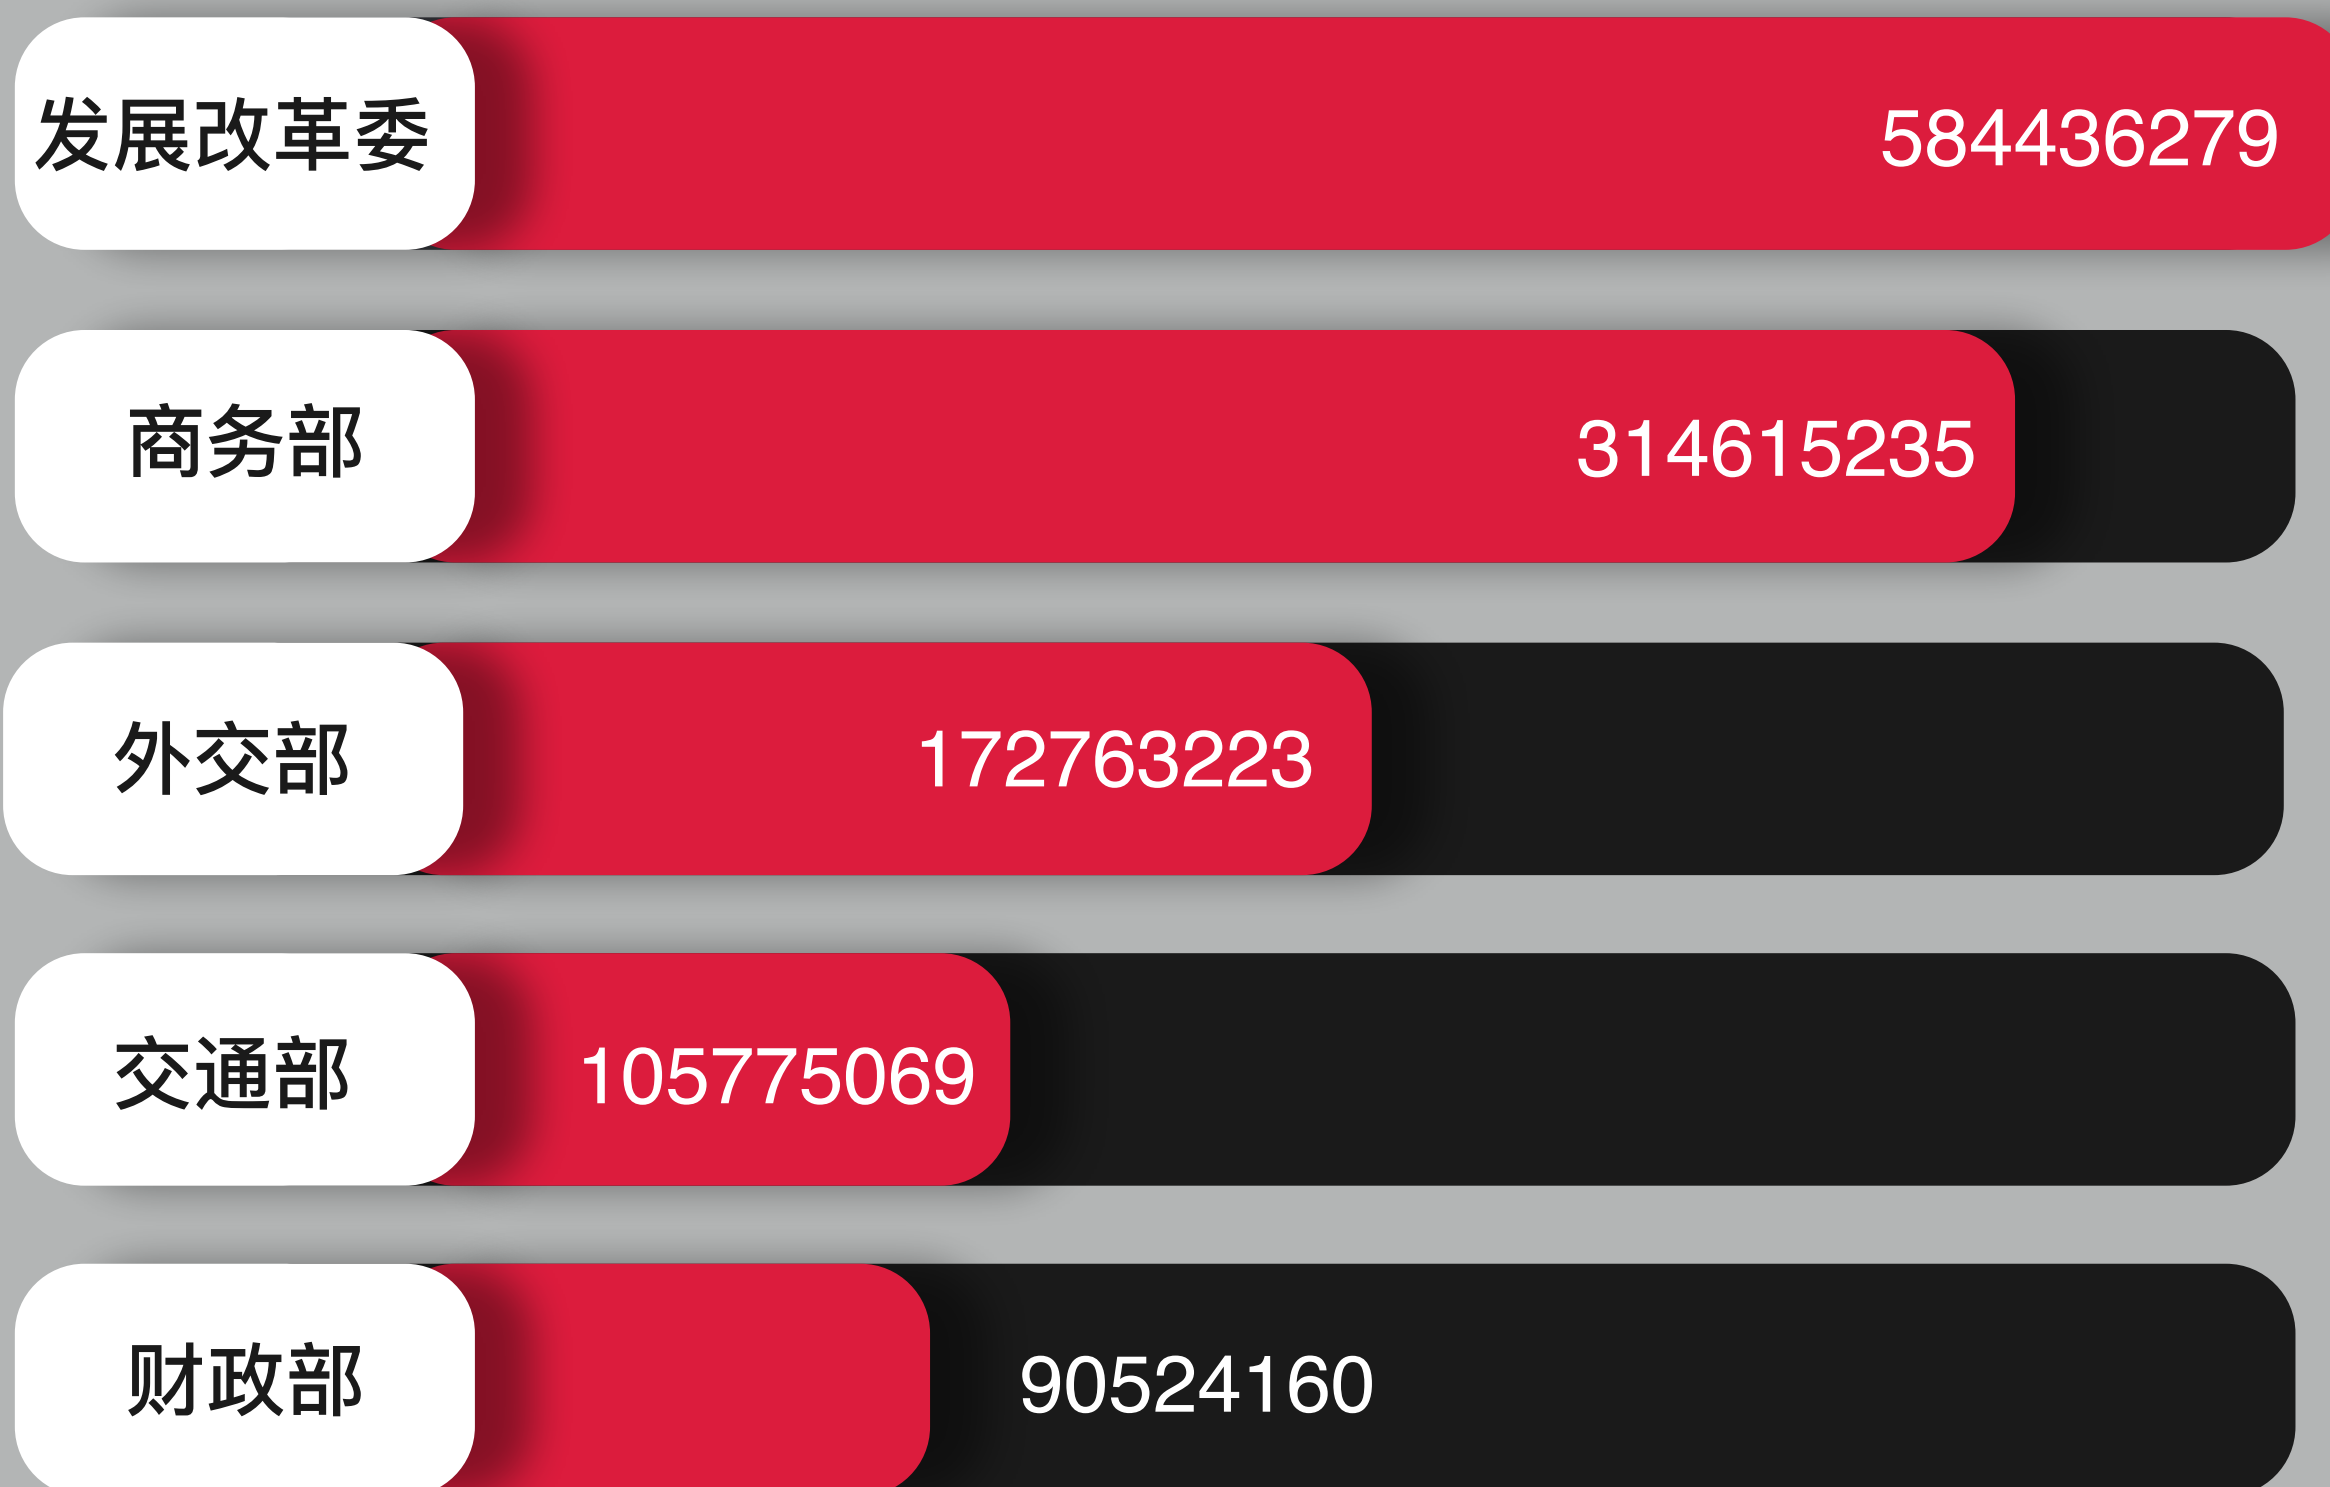 发展改革委 584436279
商务部 314615235
外交部 172763223
交通部 105775069
财政部 90524160